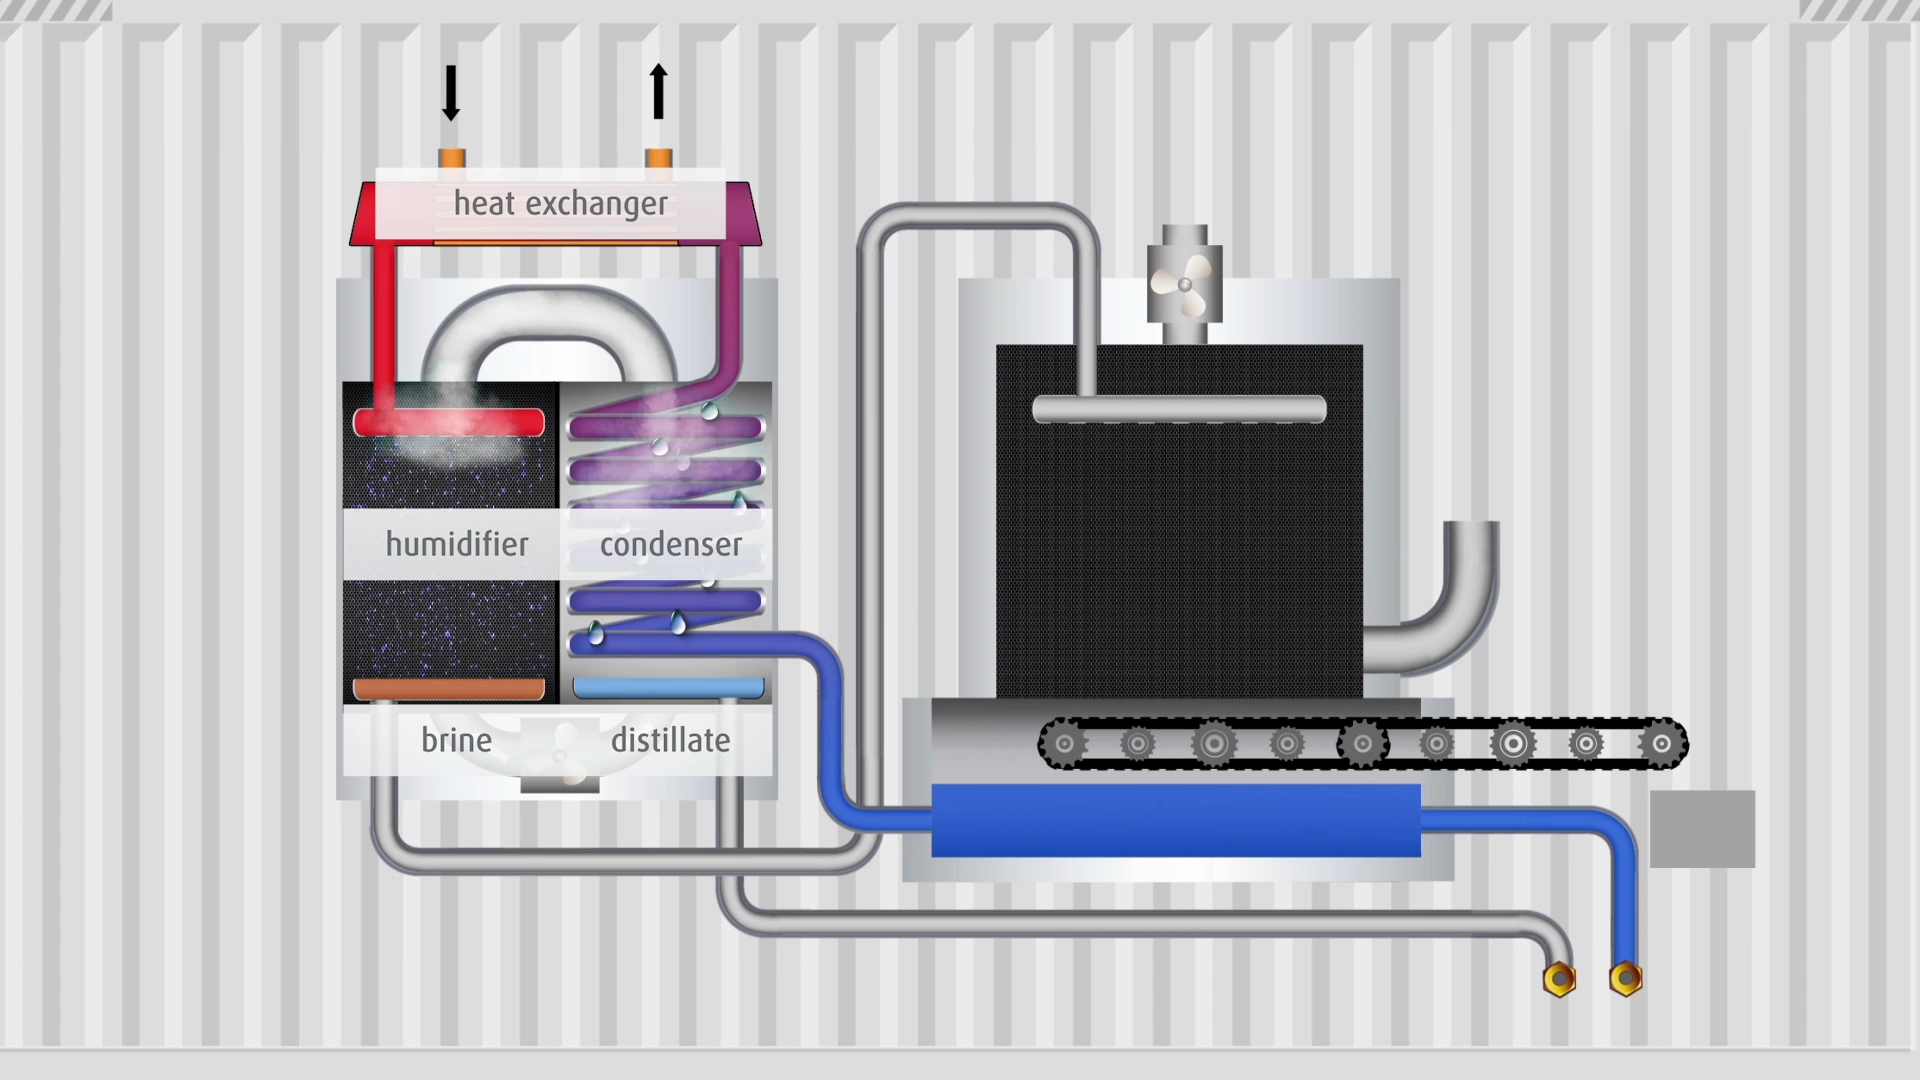 heat exchanger
humidifier
condenser
brine
distillate